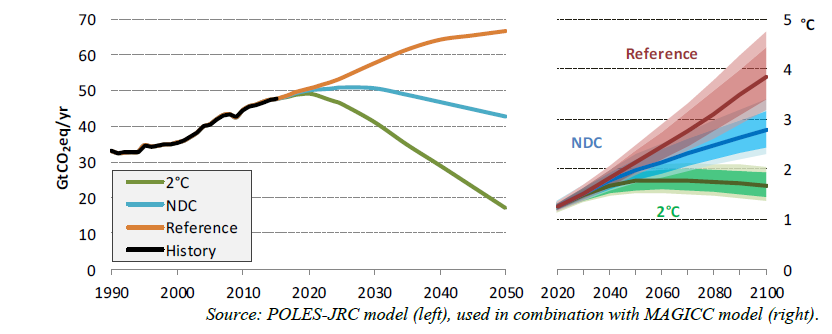 70
60
50
40
30
20
10
0
GtCO₂eq/yr
2°C
NDC
Reference
History
1990 2000 2010 2020 2030 2040 2050
5 °C
4
3
2
1
0
Reference
NDC
2°C
2020 2040 2060 2080 2100
Source: POLES-JRC model (left), used in combination with MAGICC model (right).